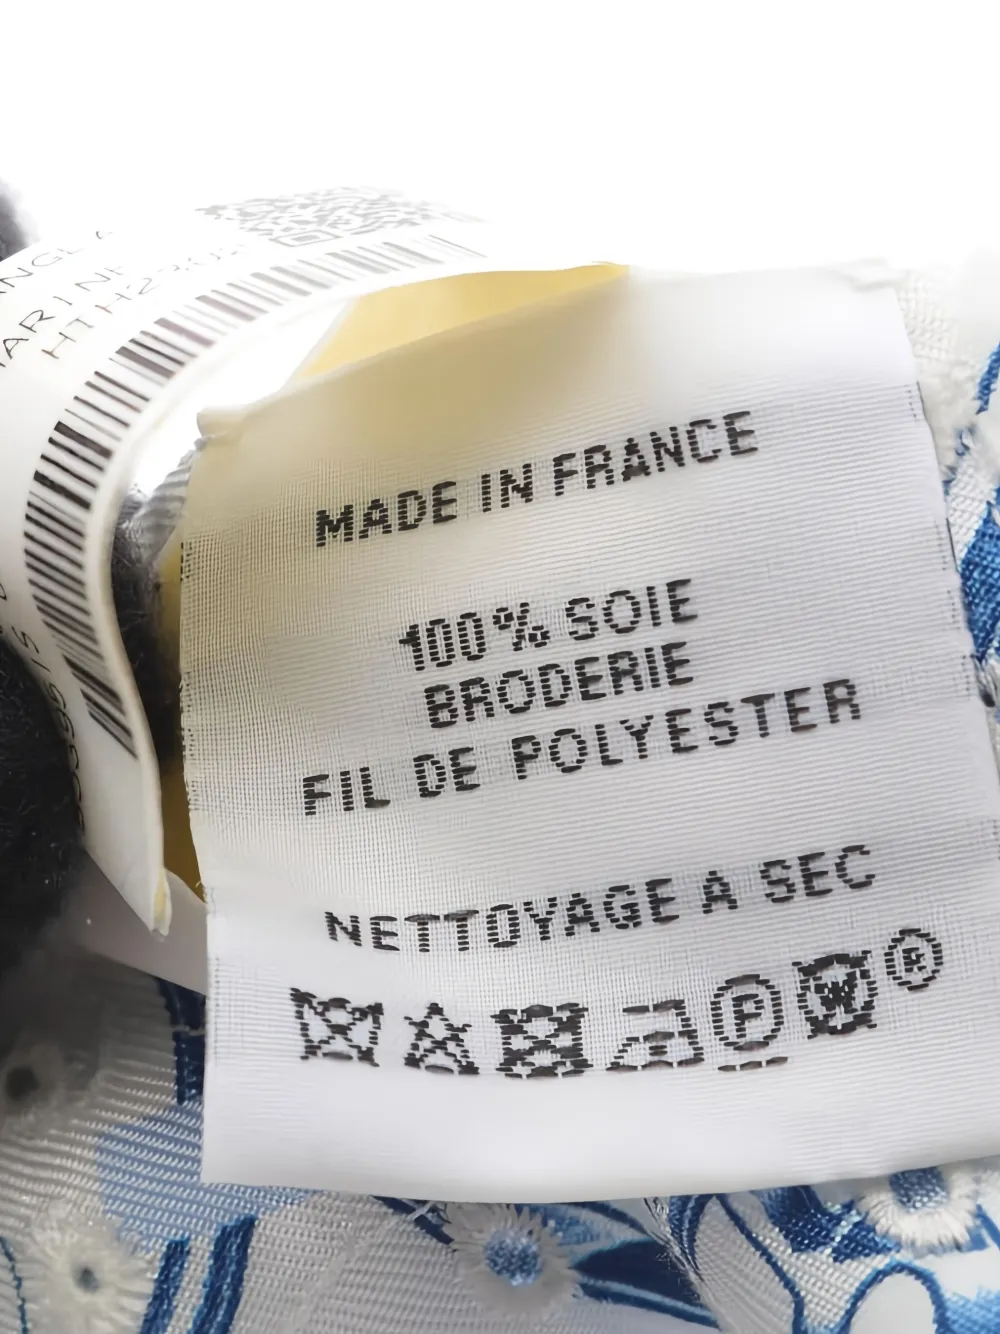 MADE IN FRANCE
100% SOIE
BRODERIE
FIL DE POLYESTER
NETTOYAGE A SEC
P W R